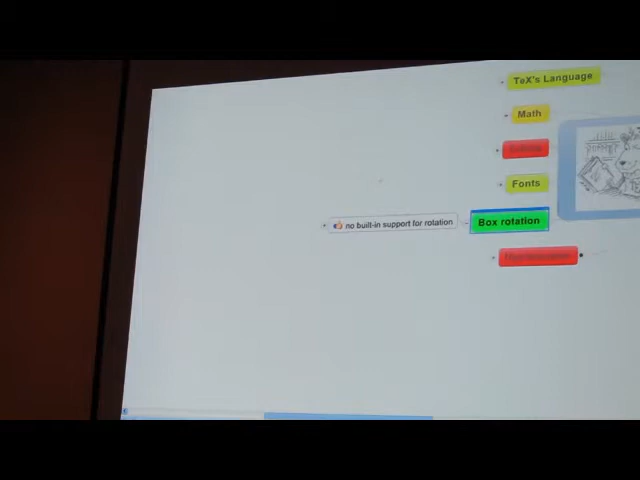 TeX's Language
Math
Fonts
no built-in support for rotation
Box rotation